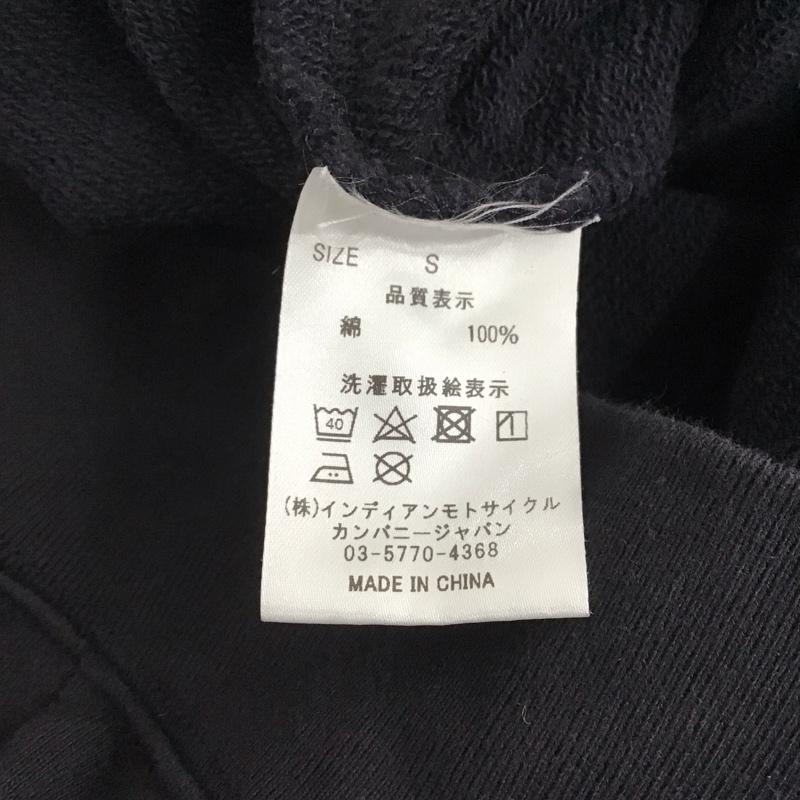 SIZE S
品質表示
綿 100%
洗濯取扱絵表示
40
(株)インディアンモトサイクル
カンパニージャパン
03-5770-4368
MADE IN CHINA